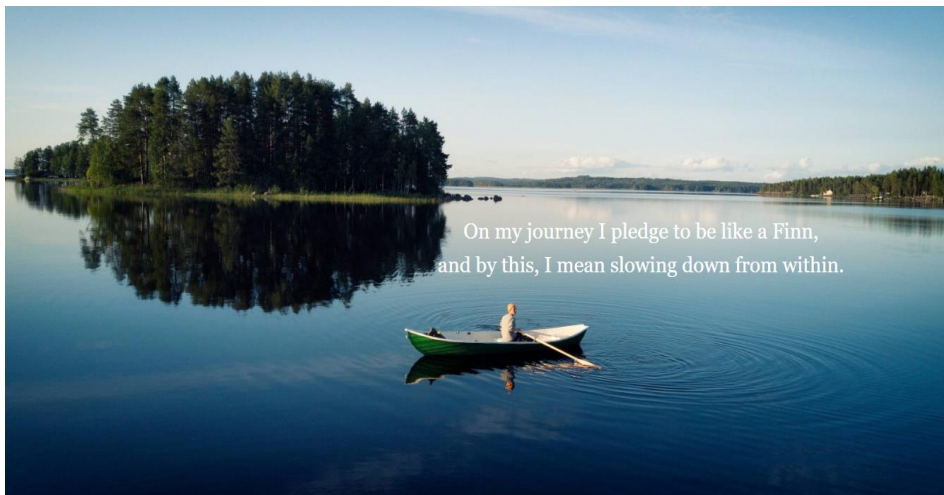 On my journey I pledge to be like a Finn,
and by this, I mean slowing down from within.